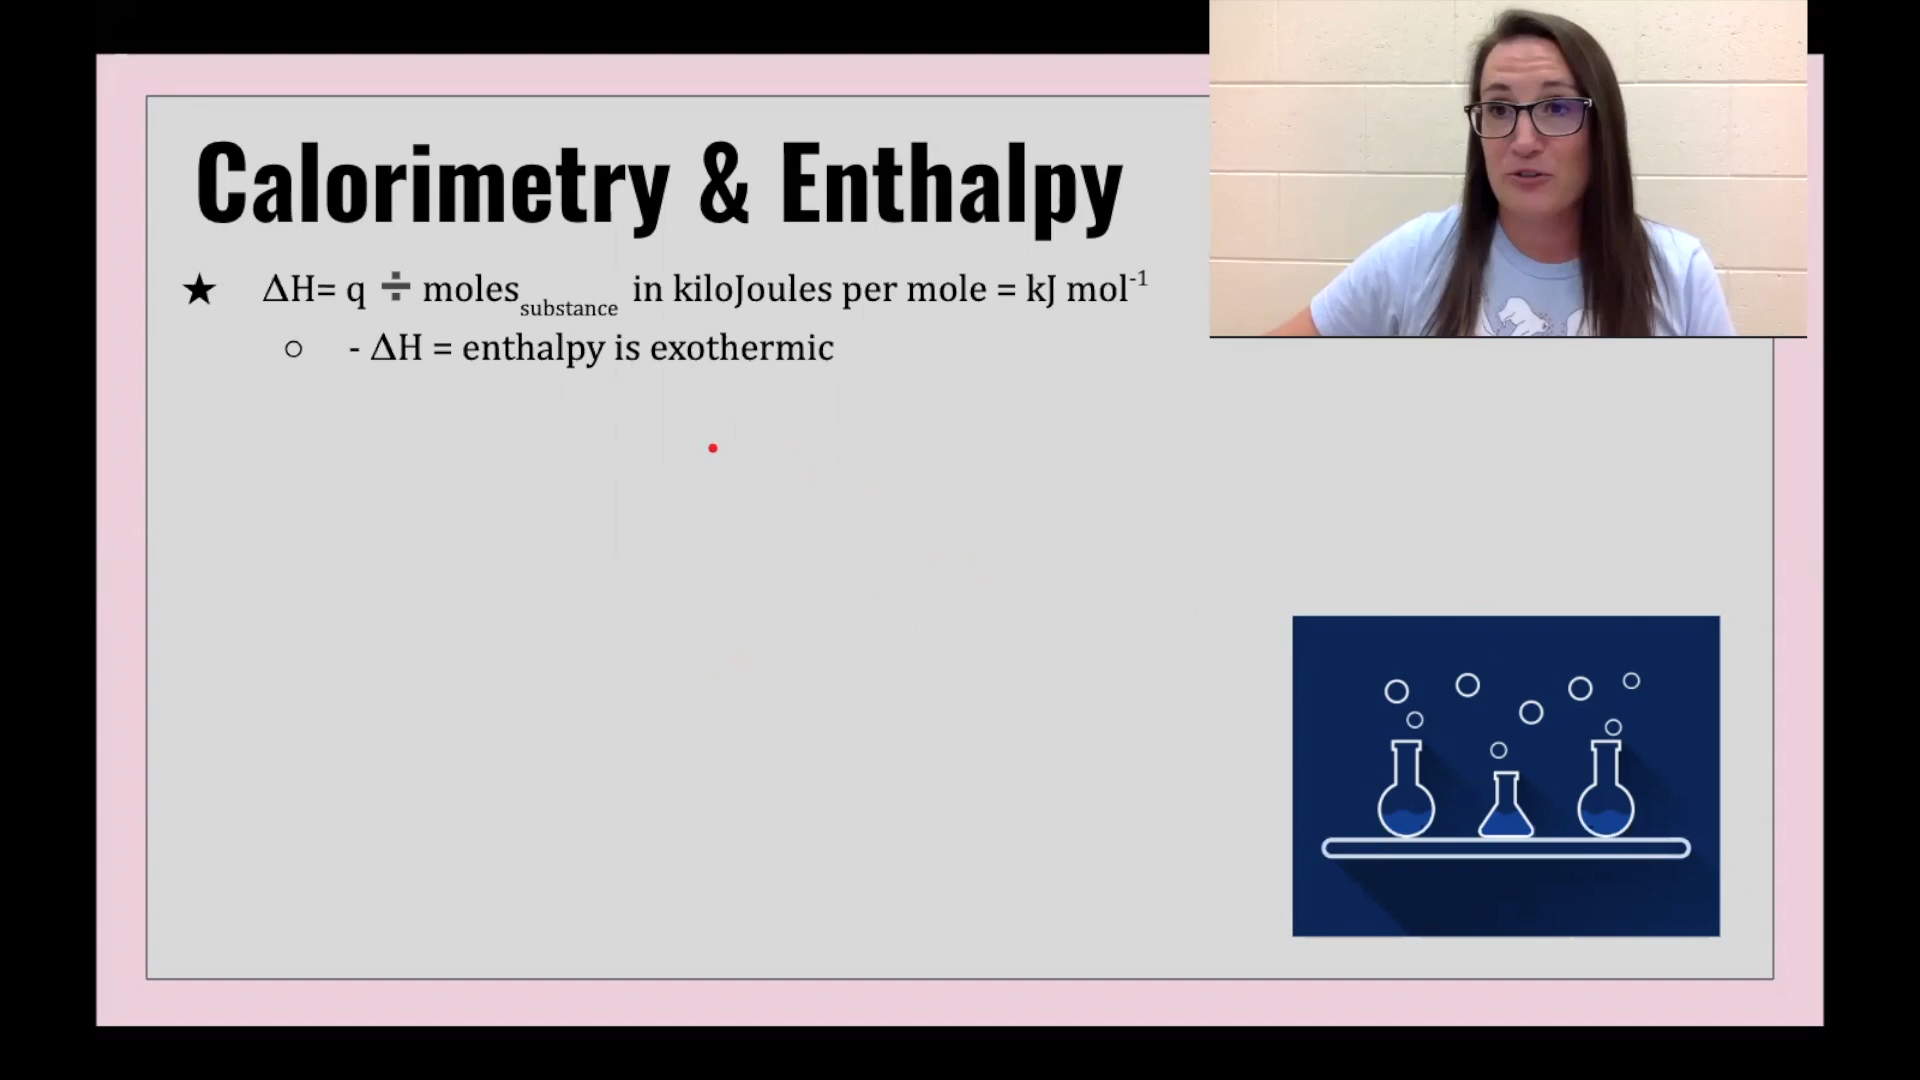 Calorimetry & Enthalpy
★ ΔH= q ➗ moles substance in kiloJoules per mole = kJ mol⁻¹
○ - ΔH = enthalpy is exothermic